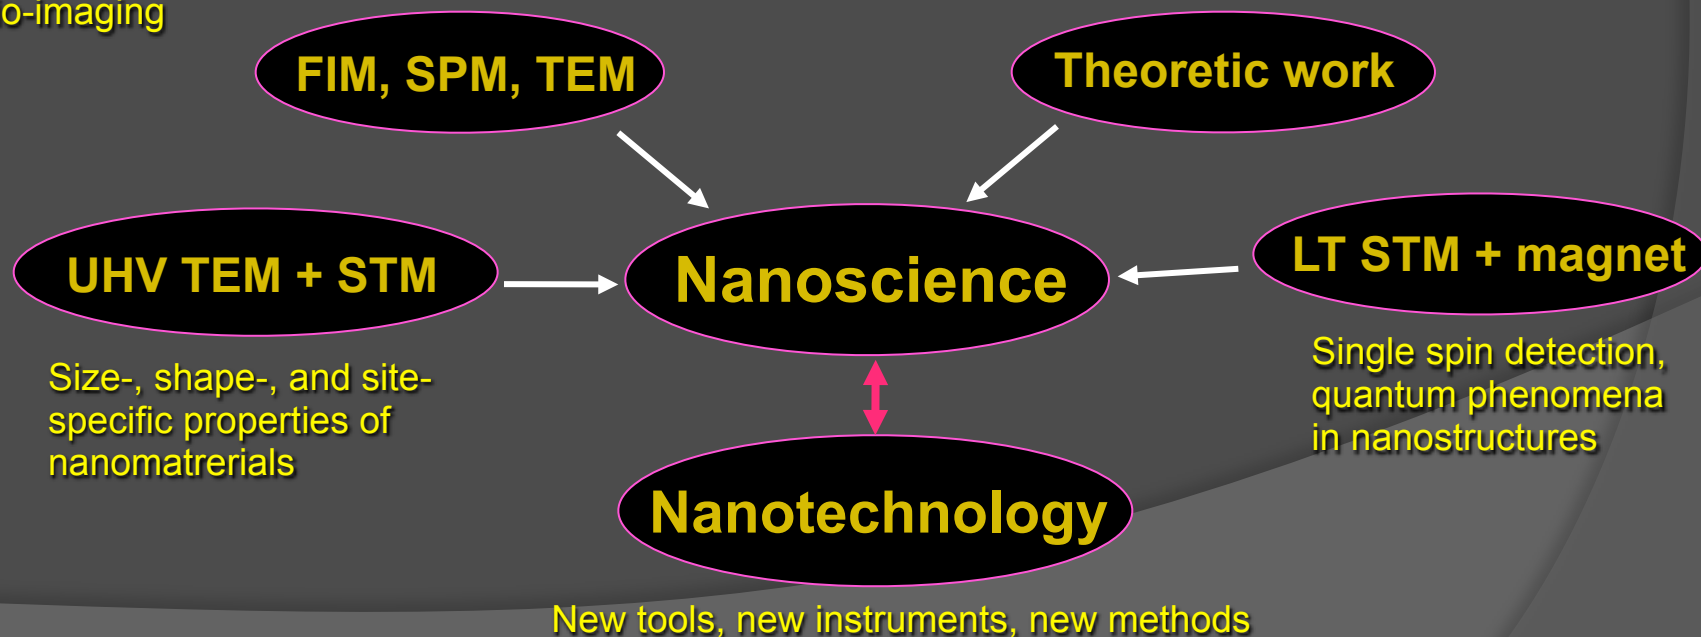 o-imaging
FIM, SPM, TEM
Theoretic work
UHV TEM + STM
Nanoscience
LT STM + magnet
Size-, shape-, and site-
specific properties of
nanomatrerials
Single spin detection,
quantum phenomena
in nanostructures
Nanotechnology
New tools, new instruments, new methods